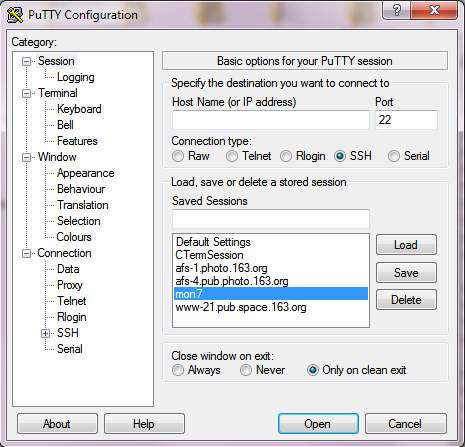 PuTTY Configuration
Category:
Session
Logging
Terminal
Keyboard
Bell
Features
Window
Appearance
Behaviour
Translation
Selection
Colours
Connection
Data
Proxy
Telnet
Rlogin
SSH
Serial
Basic options for your PuTTY session
Specify the destination you want to connect to
Host Name (or IP address) Port
22
Connection type:
Raw Telnet Rlogin SSH Serial
Load, save or delete a stored session
Saved Sessions
Default Settings
CTermSession
afs-1.photo.163.org
afs-4.pub.photo.163.org
mon7
www-21.pub.space.163.org
Load
Save
Delete
Close window on exit:
Always Never Only on clean exit
About Help Open Cancel